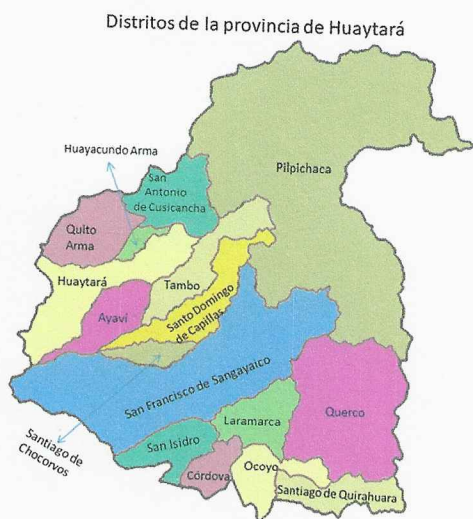 Distritos de la provincia de Huaytará
Huayacundo Arma
San
Antonio
de Cusicancha
Pilpichaca
Quito
Arma
Huaytará
Tambo
Ayaví
Santo Domingo
de Capillas
San Francisco de Sangayaico
Santiago de
Chocorvos
Laramarca
Querco
San Isidro
Córdova
Ocoyo
Santiago de Quirahuara